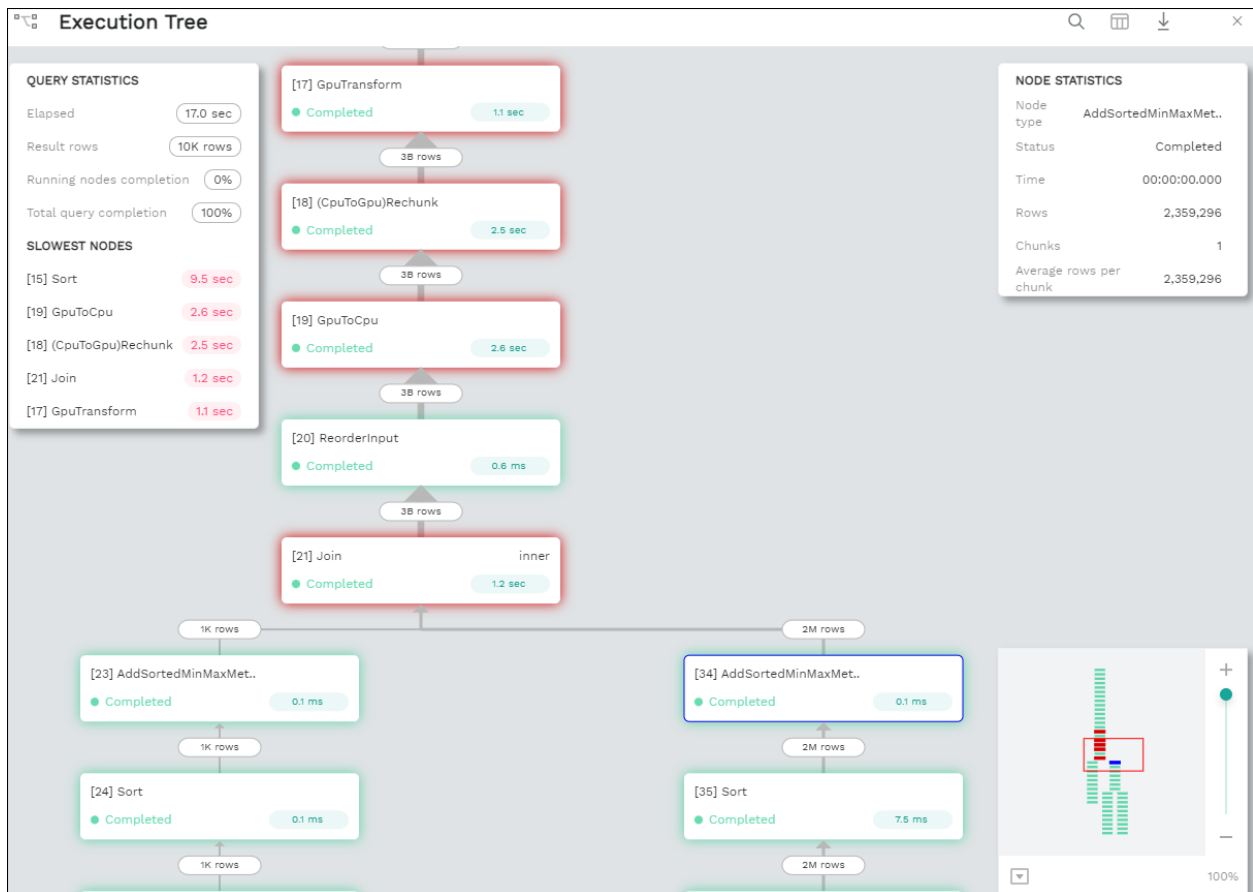 Execution Tree
QUERY STATISTICS
Elapsed 17.0 sec
Result rows 10K rows
Running nodes completion 0%
Total query completion 100%
SLOWEST NODES
[15] Sort 9.5 sec
[19] GpuToCpu 2.6 sec
[18] (CpuToGpu)Rechunk 2.5 sec
[21] Join 1.2 sec
[17] GpuTransform 1.1 sec
[17] GpuTransform
Completed 1.1 sec
3B rows
[18] (CpuToGpu)Rechunk
Completed 2.5 sec
3B rows
[19] GpuToCpu
Completed 2.6 sec
3B rows
[20] ReorderInput
Completed 0.6 ms
3B rows
[21] Join inner
Completed 1.2 sec
1K rows
[23] AddSortedMinMaxMet..
Completed 0.1 ms
1K rows
[24] Sort
Completed 0.1 ms
1K rows
2M rows
[34] AddSortedMinMaxMet..
Completed 0.1 ms
2M rows
[35] Sort
Completed 7.5 ms
2M rows
NODE STATISTICS
Node
type AddSortedMinMaxMet..
Status Completed
Time 00:00:00.000
Rows 2,359,296
Chunks 1
Average rows per
chunk 2,359,296
100%